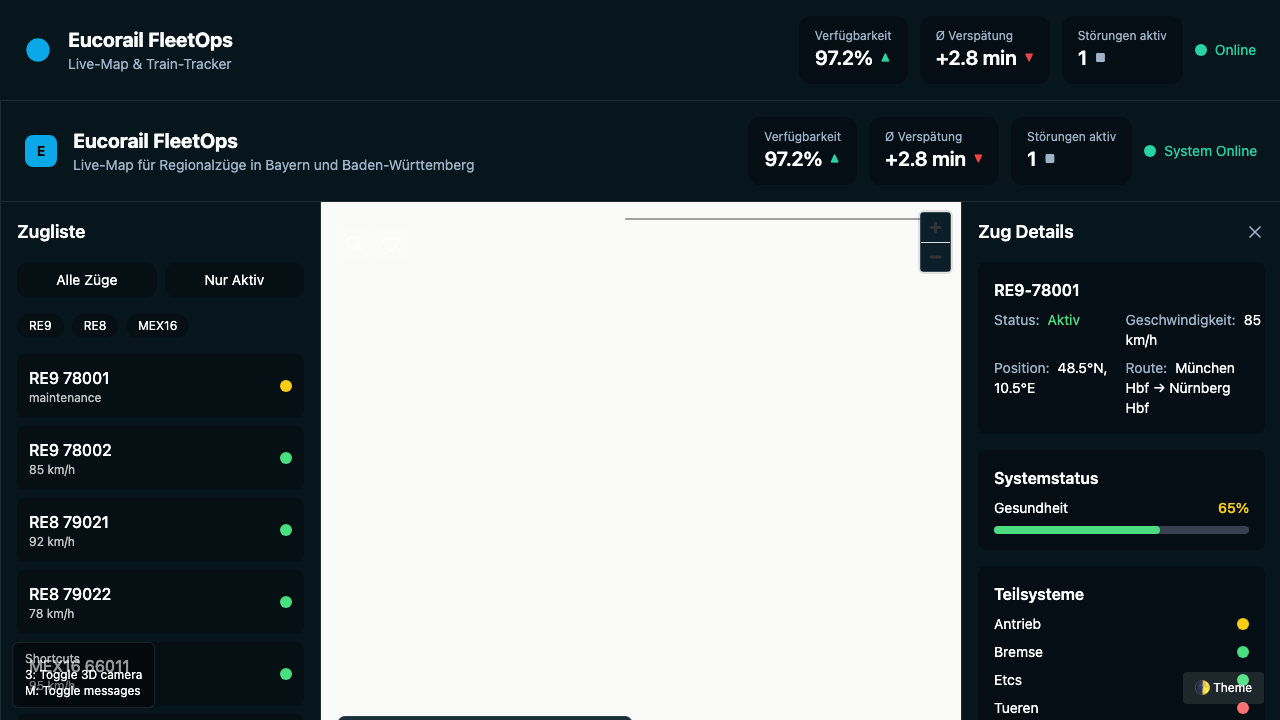 Eucorail FleetOps
Live-Map & Train-Tracker
Verfügbarkeit
97.2% ▲
Ø Verspätung
+2.8 min ▼
Störungen aktiv
1 ■
Online
E
Eucorail FleetOps
Live-Map für Regionalzüge in Bayern und Baden-Württemberg
Verfügbarkeit
97.2% ▲
Ø Verspätung
+2.8 min ▼
Störungen aktiv
1 ■
System Online
Zugliste
Alle Züge
Nur Aktiv
RE9
RE8
MEX16
RE9 78001
maintenance
RE9 78002
85 km/h
RE8 79021
92 km/h
RE8 79022
78 km/h
MEX16 66011
95 km/h
Shortcuts
3: Toggle 3D camera
M: Toggle messages
+
−
Zug Details
RE9-78001
Status: Aktiv
Geschwindigkeit: 85
km/h
Position: 48.5°N,
10.5°E
Route: München
Hbf → Nürnberg
Hbf
Systemstatus
Gesundheit
65%
Teilsysteme
Antrieb
Bremse
Etcs
Tueren
Theme